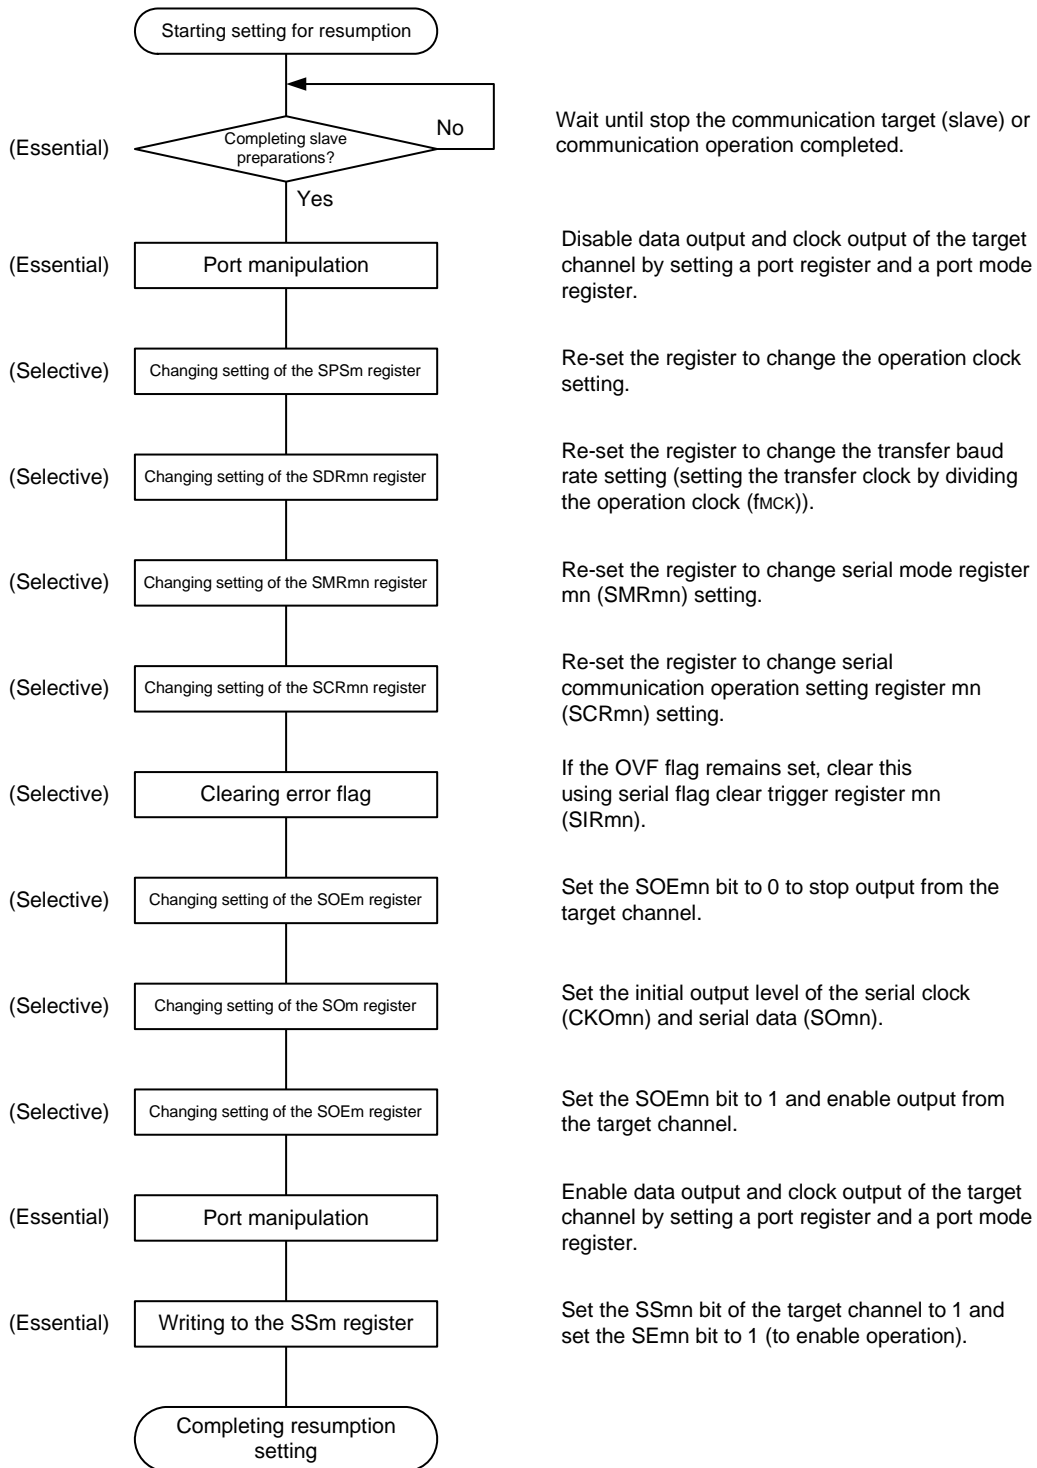 Starting setting for resumption
(Essential)
Completing slave
preparations?
No
Yes
Wait until stop the communication target (slave) or
communication operation completed.
(Essential)
Port manipulation
Disable data output and clock output of the target
channel by setting a port register and a port mode
register.
(Selective)
Changing setting of the SPSm register
Re-set the register to change the operation clock
setting.
(Selective)
Changing setting of the SDRmn register
Re-set the register to change the transfer baud
rate setting (setting the transfer clock by dividing
the operation clock (fMCK)).
(Selective)
Changing setting of the SMRmn register
Re-set the register to change serial mode register
mn (SMRmn) setting.
(Selective)
Changing setting of the SCRmn register
Re-set the register to change serial
communication operation setting register mn
(SCRmn) setting.
(Selective)
Clearing error flag
If the OVF flag remains set, clear this
using serial flag clear trigger register mn
(SIRmn).
(Selective)
Changing setting of the SOEm register
Set the SOEmn bit to 0 to stop output from the
target channel.
(Selective)
Changing setting of the SOm register
Set the initial output level of the serial clock
(CKOmn) and serial data (SOmn).
(Selective)
Changing setting of the SOEm register
Set the SOEmn bit to 1 and enable output from
the target channel.
(Essential)
Port manipulation
Enable data output and clock output of the target
channel by setting a port register and a port mode
register.
(Essential)
Writing to the SSm register
Set the SSmn bit of the target channel to 1 and
set the SEmn bit to 1 (to enable operation).
Completing resumption
setting